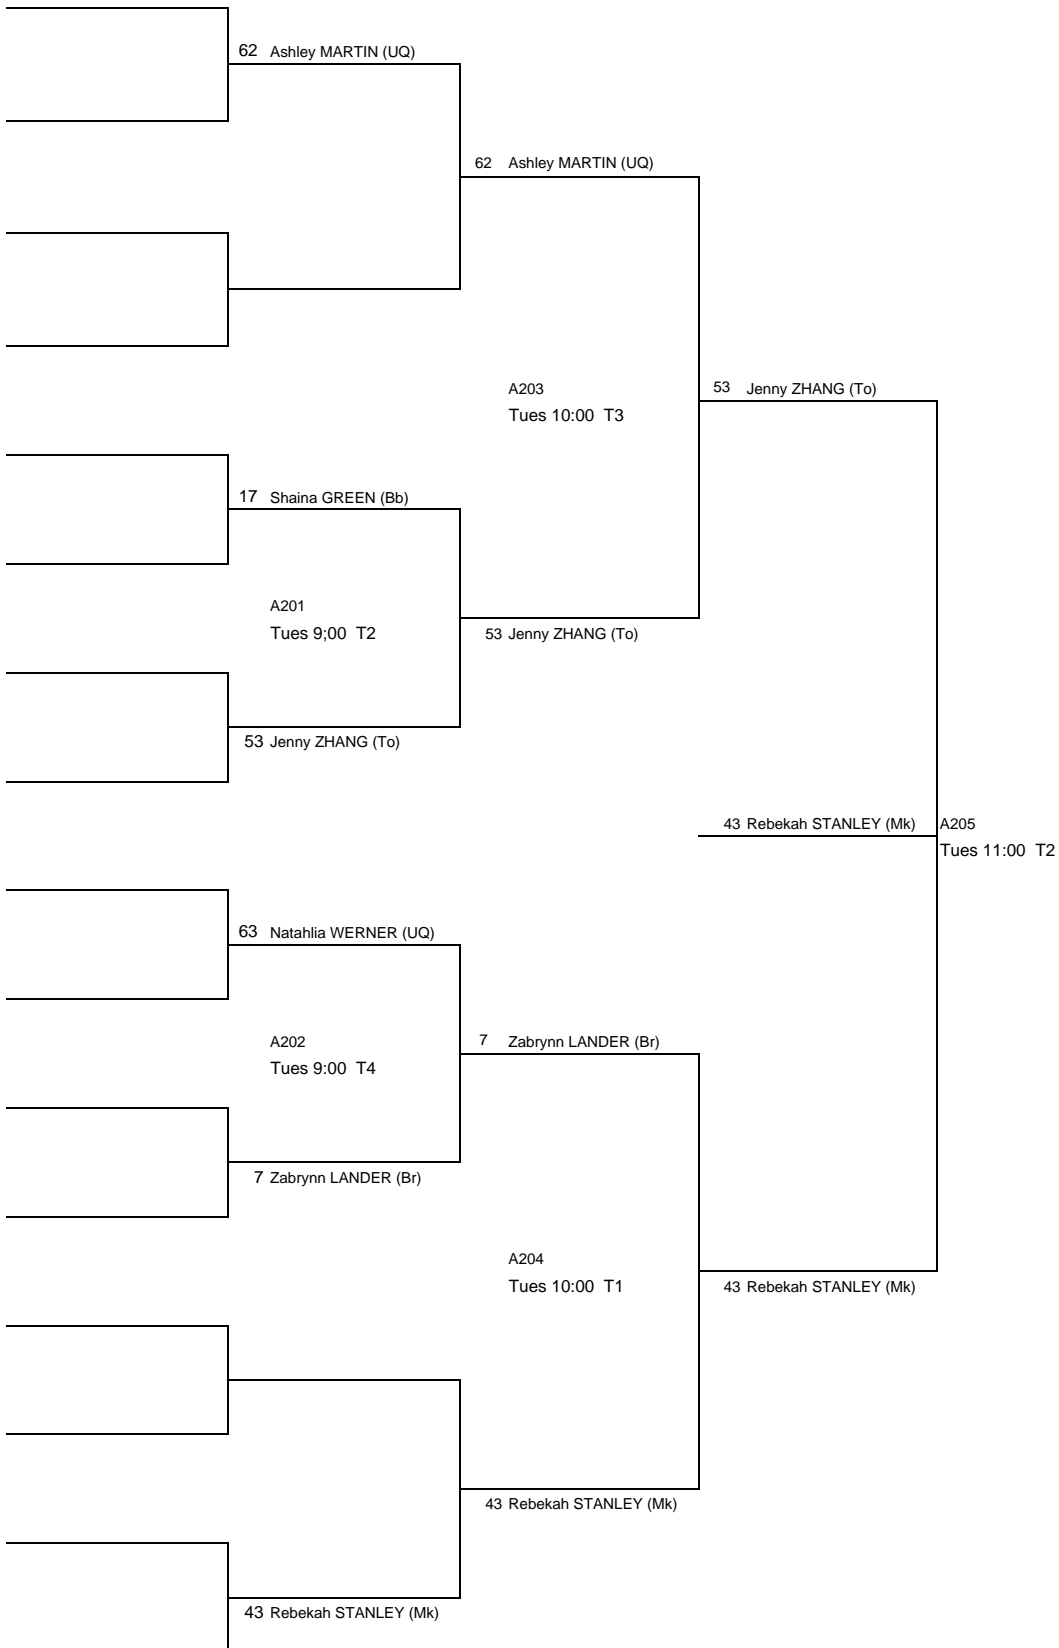 62 Ashley MARTIN (UQ)
62 Ashley MARTIN (UQ)
A203
53 Jenny ZHANG (To)
Tues 10:00 T3
17 Shaina GREEN (Bb)
A201
Tues 9;00 T2
53 Jenny ZHANG (To)
53 Jenny ZHANG (To)
43 Rebekah STANLEY (Mk)
A205
Tues 11:00 T2
63 Natahlia WERNER (UQ)
A202
7 Zabrynn LANDER (Br)
Tues 9:00 T4
7 Zabrynn LANDER (Br)
A204
Tues 10:00 T1
43 Rebekah STANLEY (Mk)
43 Rebekah STANLEY (Mk)
43 Rebekah STANLEY (Mk)